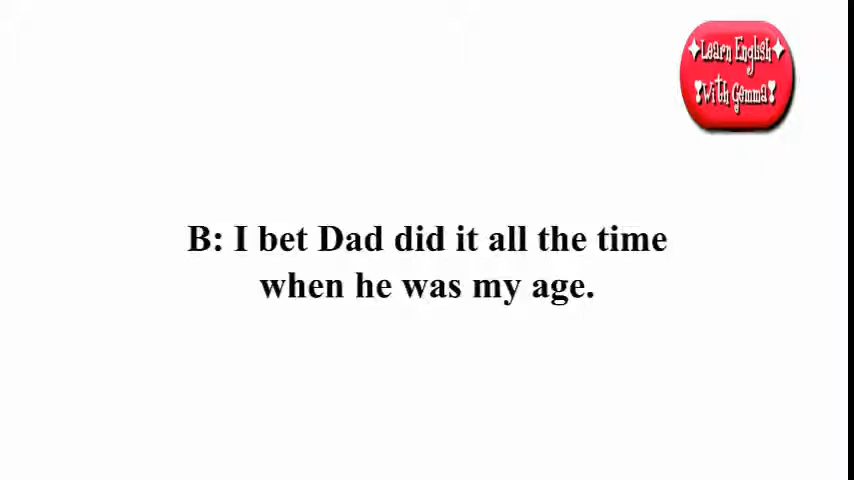 ✦Learn English✦
❣With Gemma❣
B: I bet Dad did it all the time
when he was my age.